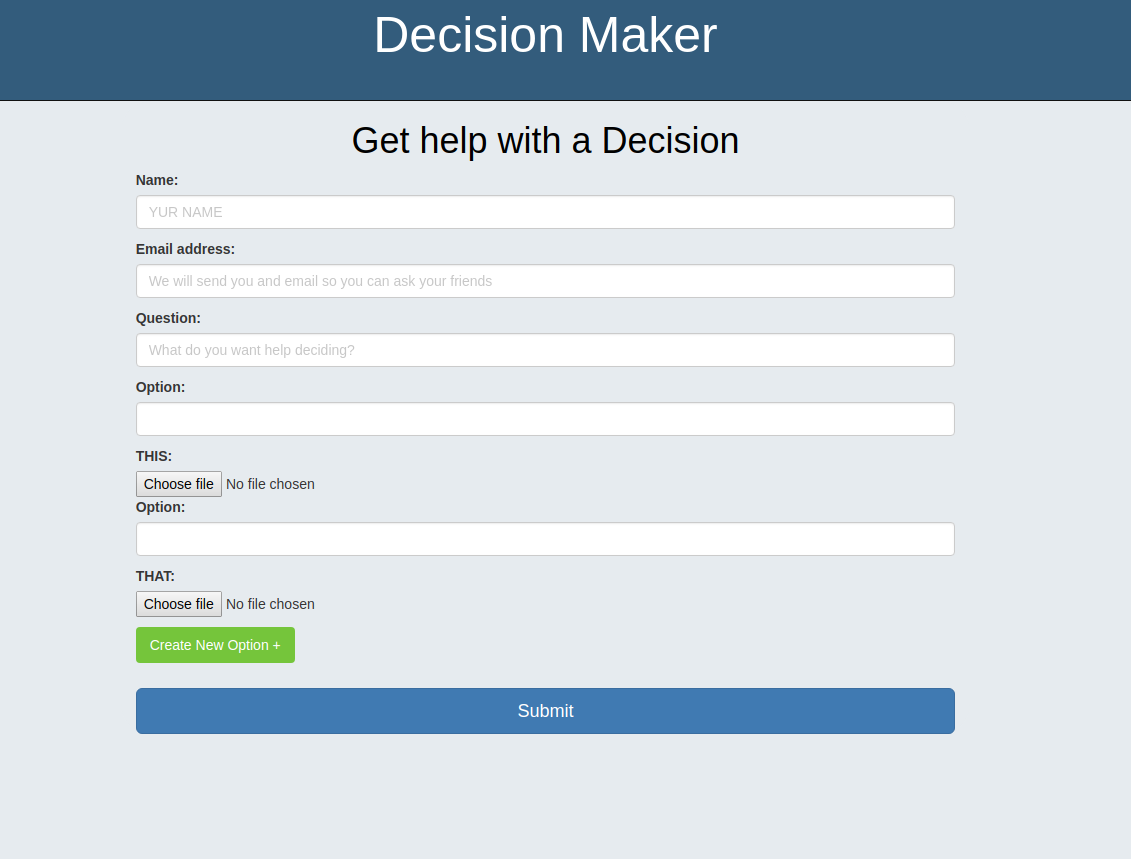 Decision Maker
Get help with a Decision
Name:
YUR NAME
Email address:
We will send you and email so you can ask your friends
Question:
What do you want help deciding?
Option:
THIS:
Choose file No file chosen
Option:
THAT:
Choose file No file chosen
Create New Option +
Submit